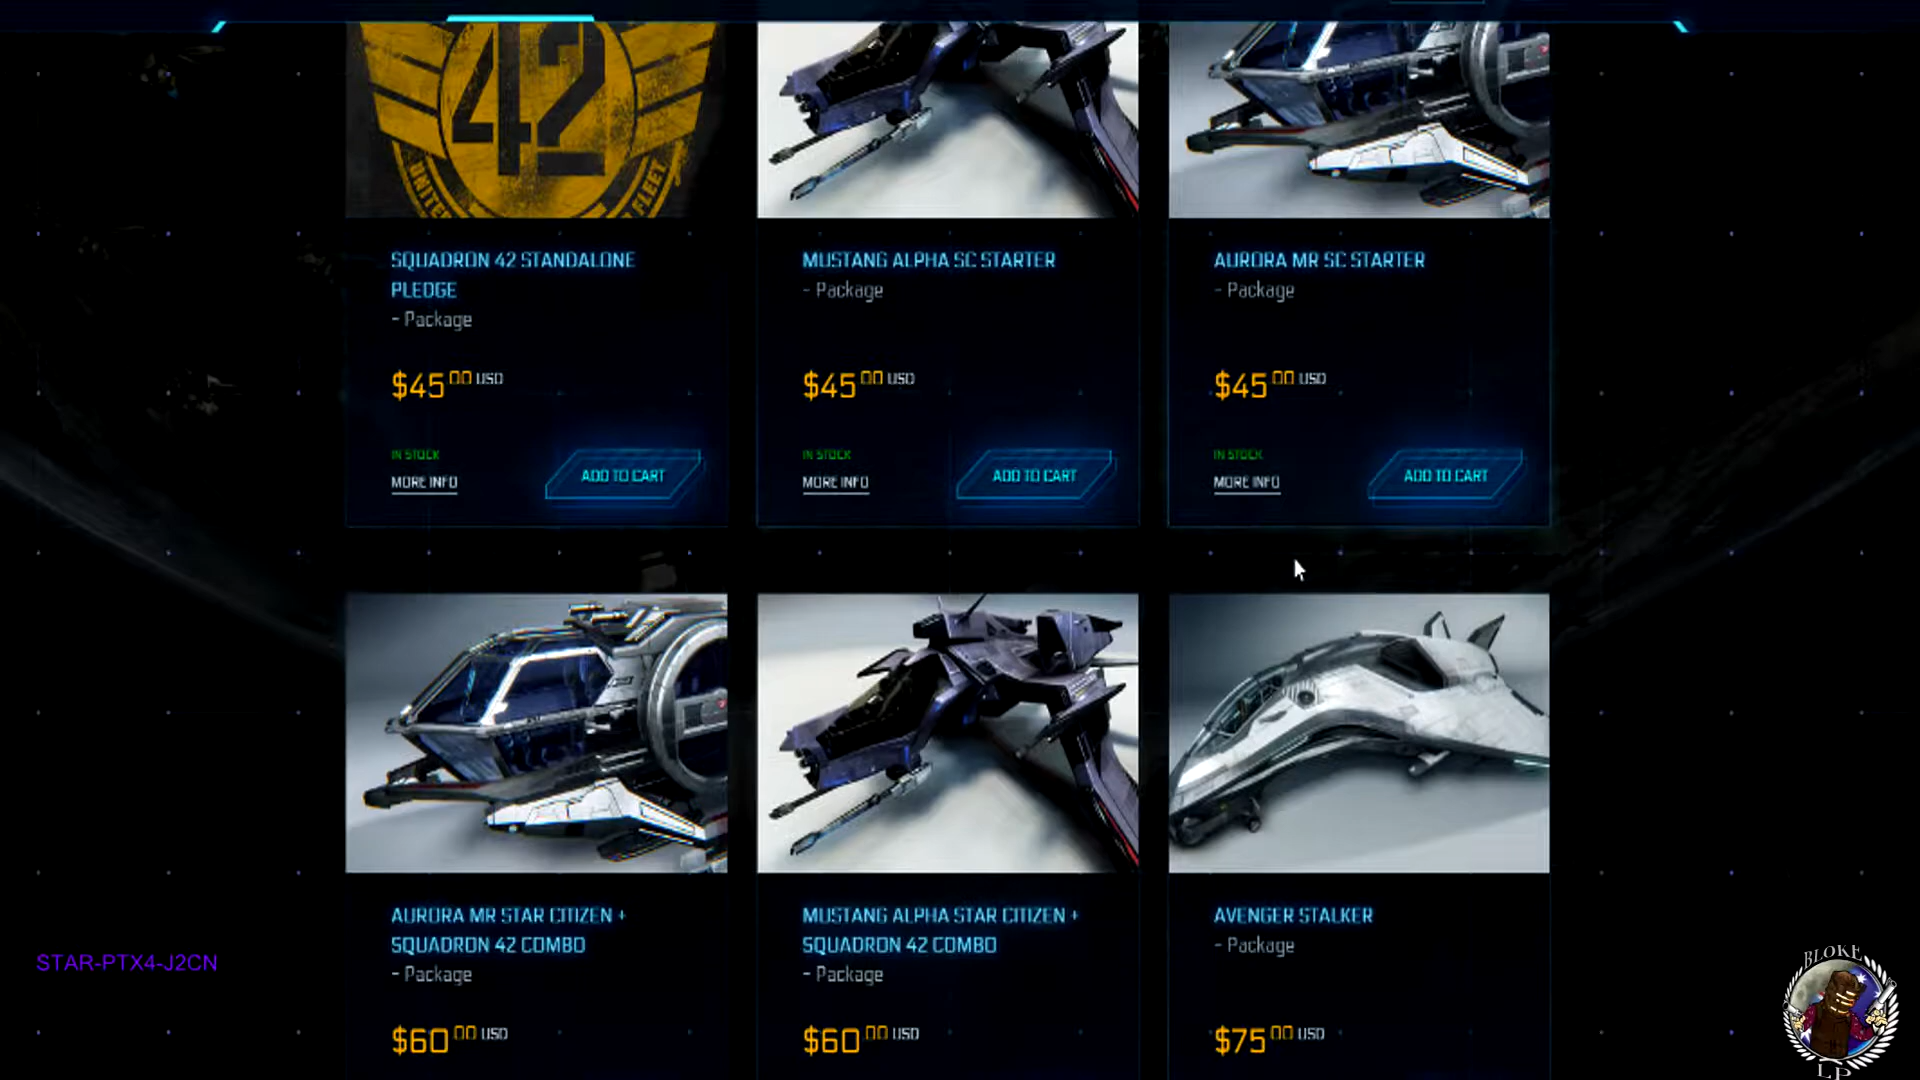 42
UNITE FLEET
SQUADRON 42 STANDALONE
PLEDGE
- Package
$45 00 USD
IN STOCK
MORE INFO
ADD TO CART
MUSTANG ALPHA SC STARTER
- Package
$45 00 USD
IN STOCK
MORE INFO
ADD TO CART
AURORA MR SC STARTER
- Package
$45 00 USD
IN STOCK
MORE INFO
ADD TO CART
AURORA MR STAR CITIZEN +
SQUADRON 42 COMBO
- Package
$60 00 USD
MUSTANG ALPHA STAR CITIZEN +
SQUADRON 42 COMBO
- Package
$60 00 USD
AVENGER STALKER
- Package
$75 00 USD
STAR-PTX4-J2CN
BLOKE
LP